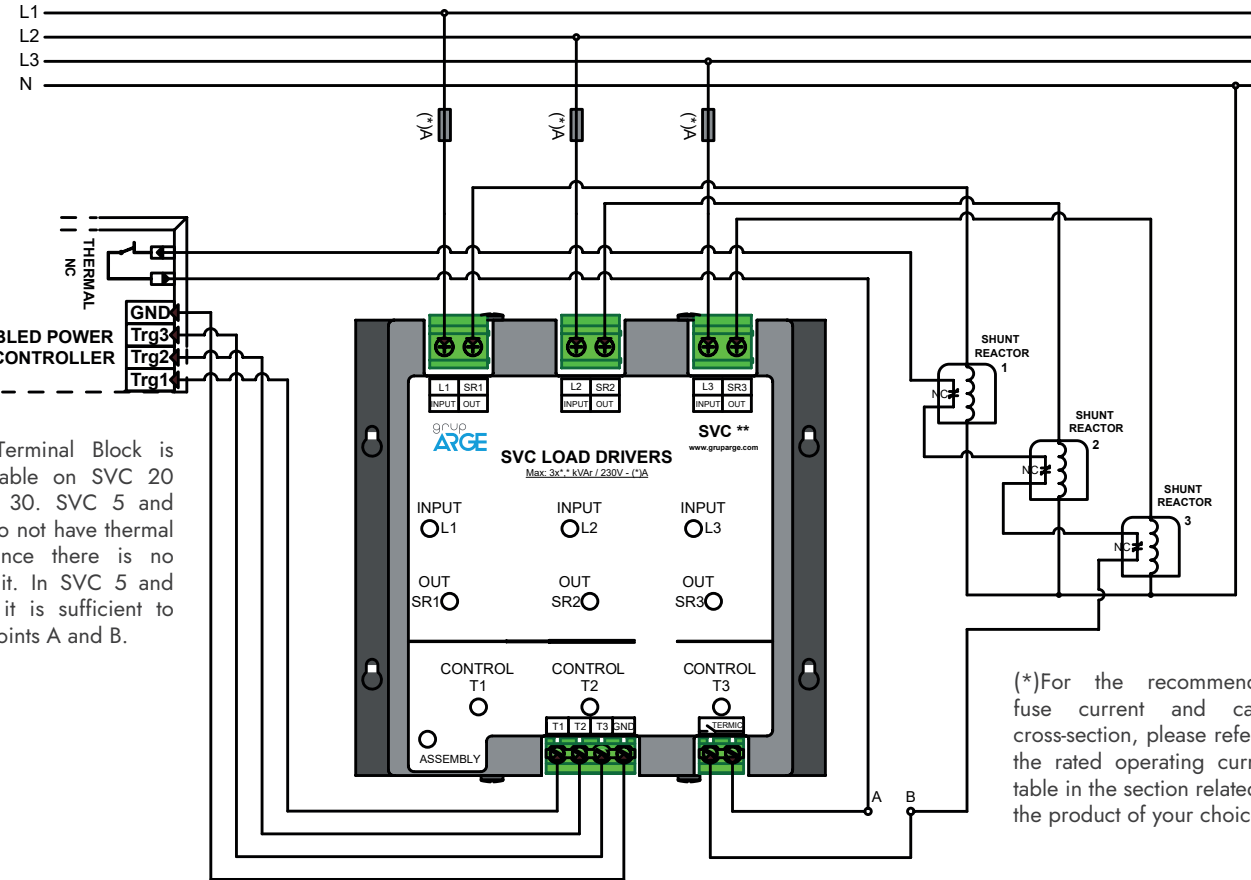 L1
L2
L3
N
(*)A
(*)A
(*)A
THERMAL
NC
GND
Trg3
Trg2
Trg1
BLED POWER
CONTROLLER
L1 SR1
INPUT OUT
L2 SR2
INPUT OUT
L3 SR3
INPUT OUT
grup
ARGE
SVC **
www.gruparge.com
SVC LOAD DRIVERS
Max: 3x*,* kVAr / 230V - (*)A
INPUT
L1
INPUT
L2
INPUT
L3
OUT
SR1
OUT
SR2
OUT
SR3
CONTROL
T1
CONTROL
T2
CONTROL
T3
T1 T2 T3 GND
TERMIC
ASSEMBLY
A
B
SHUNT
REACTOR
1
NC
SHUNT
REACTOR
2
NC
SHUNT
REACTOR
3
NC
Terminal Block is
able on SVC 20
30. SVC 5 and
o not have thermal
nce there is no
it. In SVC 5 and
it is sufficient to
oints A and B.
(*)For the recommend
fuse current and ca
cross-section, please refe
the rated operating curr
table in the section related
the product of your choic